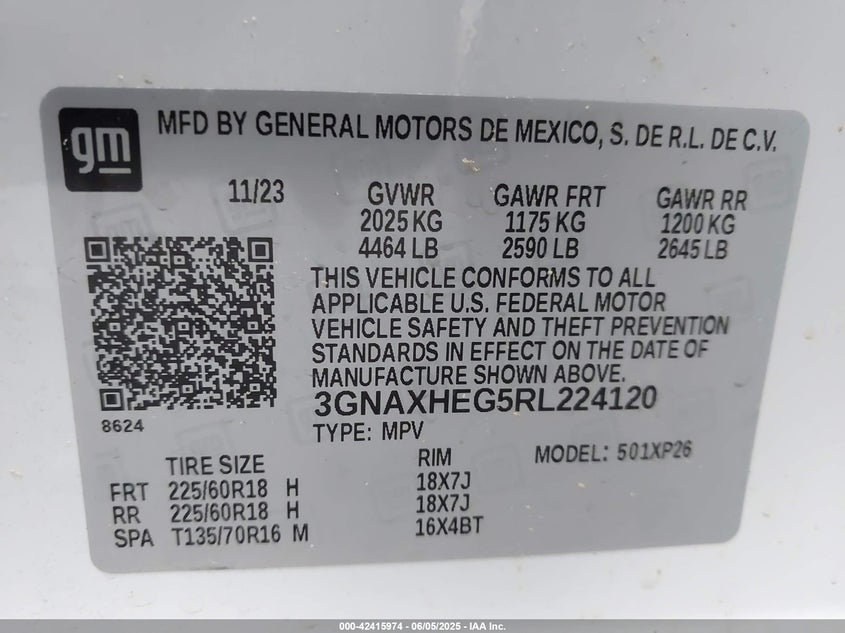 gm
MFD BY GENERAL MOTORS DE MEXICO, S. DE R.L. DE C.V.
11/23 GVWR GAWR FRT GAWR RR
2025 KG 1175 KG 1200 KG
4464 LB 2590 LB 2645 LB
THIS VEHICLE CONFORMS TO ALL
APPLICABLE U.S. FEDERAL MOTOR
VEHICLE SAFETY AND THEFT PREVENTION
STANDARDS IN EFFECT ON THE DATE OF
MANUFACTURE SHOWN ABOVE.
3GNAXHEG5RL224120
8624
TYPE: MPV
MODEL: 501XP26
TIRE SIZE RIM
FRT 225/60R18 H 18X7J
RR 225/60R18 H 18X7J
SPA T135/70R16 M 16X4BT
000-42415974 - 06/05/2025 - IAA Inc.